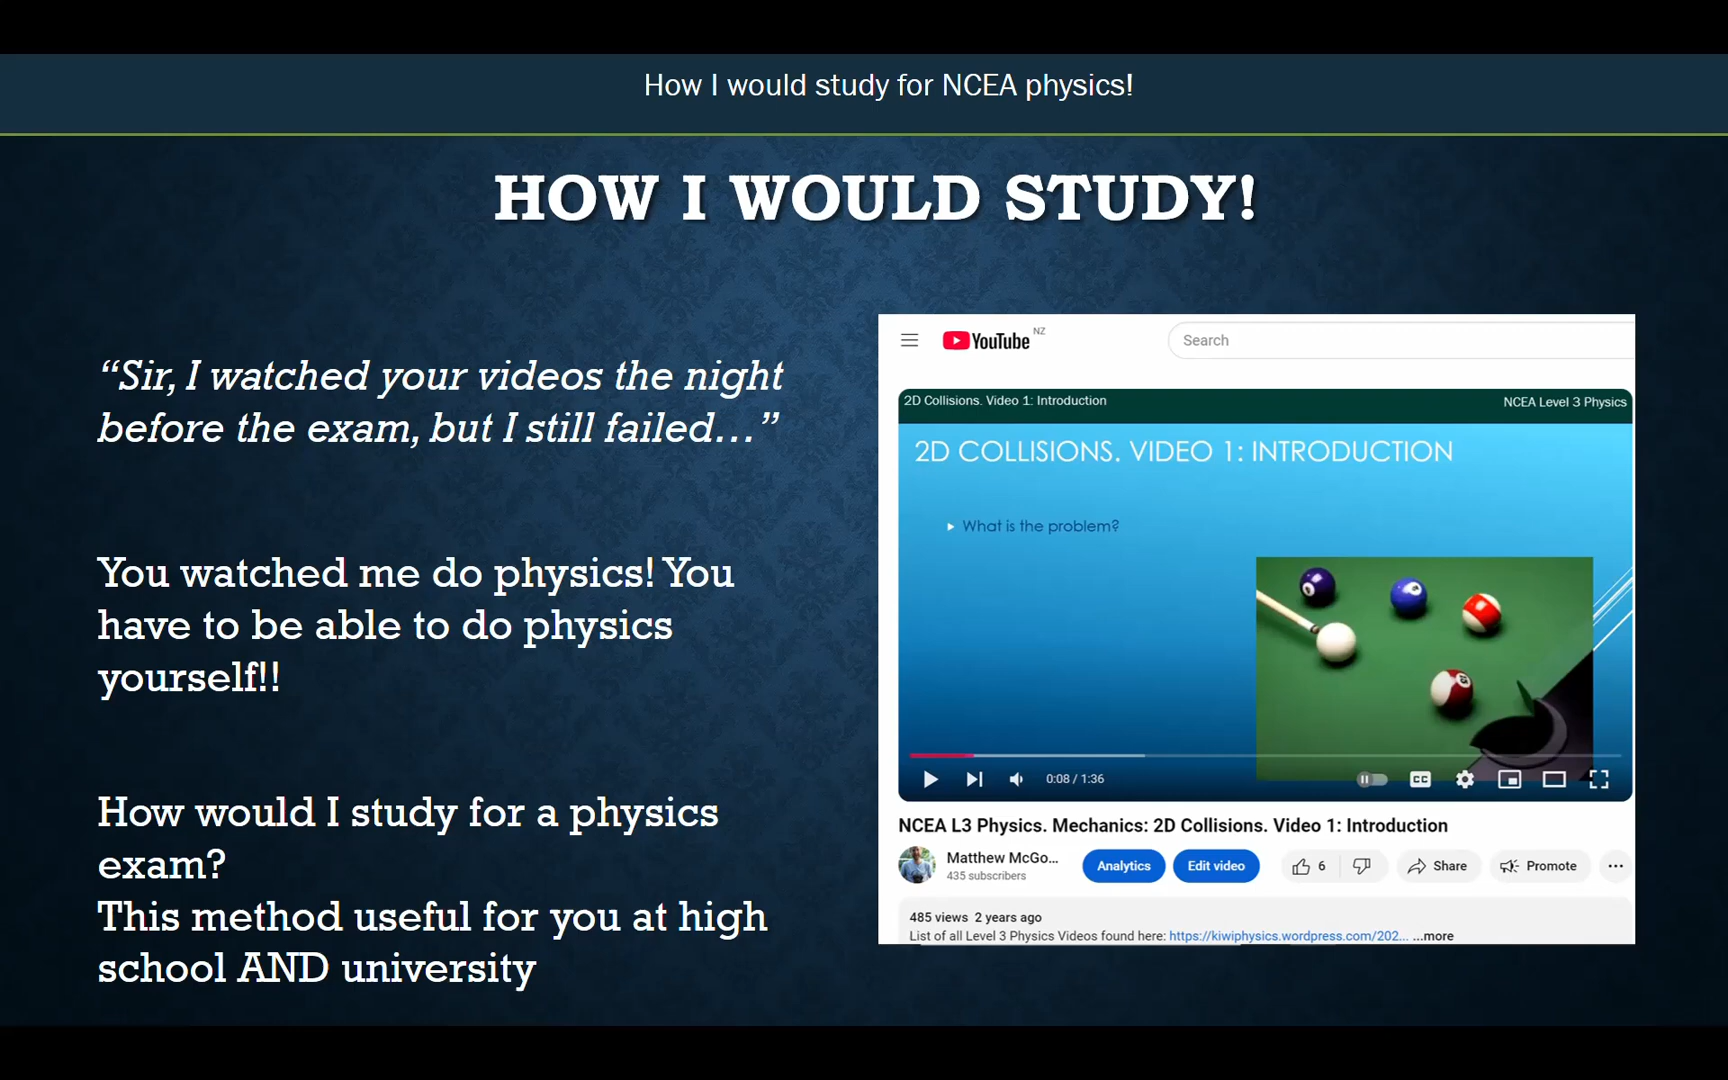 How I would study for NCEA physics!
HOW I WOULD STUDY!
“Sir, I watched your videos the night
before the exam, but I still failed…”
You watched me do physics! You
have to be able to do physics
yourself!!
How would I study for a physics
exam?
This method useful for you at high
school AND university
YouTube NZ
Search
2D Collisions. Video 1: Introduction
NCEA Level 3 Physics
2D COLLISIONS. VIDEO 1: INTRODUCTION
What is the problem?
0:08 / 1:36
CC
NCEA L3 Physics. Mechanics: 2D Collisions. Video 1: Introduction
Matthew McGo...
435 subscribers
Analytics
Edit video
6
Share
Promote
485 views 2 years ago
List of all Level 3 Physics Videos found here: https://kiwiphysics.wordpress.com/202... ...more